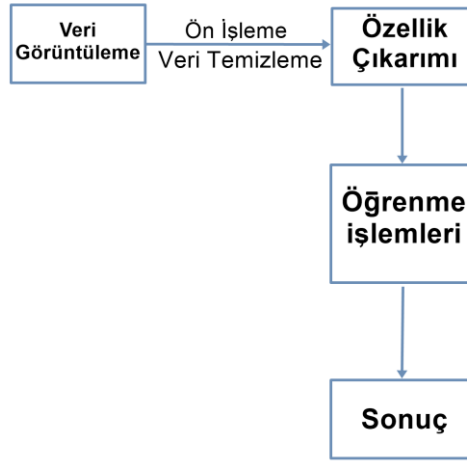 Veri
Görüntüleme
Ön İşleme
Veri Temizleme
Özellik
Çıkarımı
Öğrenme
işlemleri
Sonuç